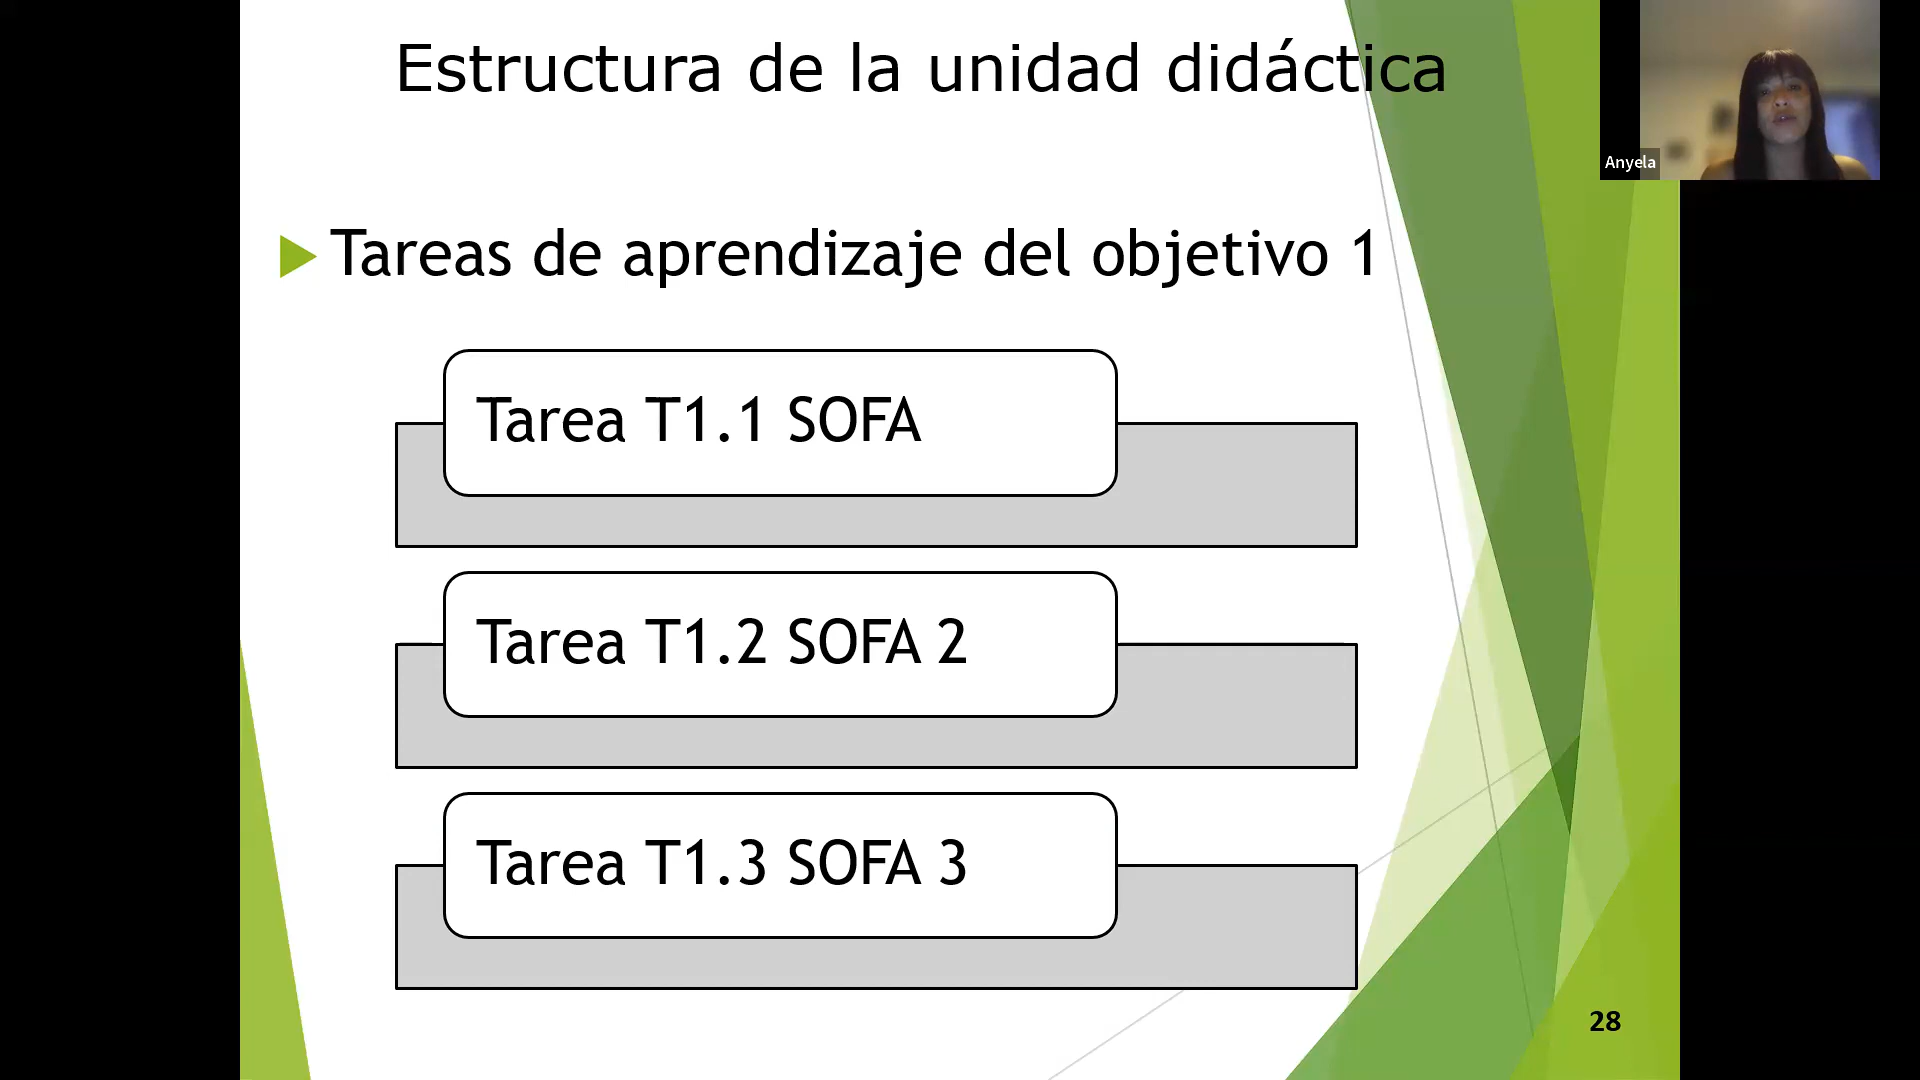 Estructura de la unidad didáctica
Anyela
Tareas de aprendizaje del objetivo 1
Tarea T1.1 SOFA
Tarea T1.2 SOFA 2
Tarea T1.3 SOFA 3
28